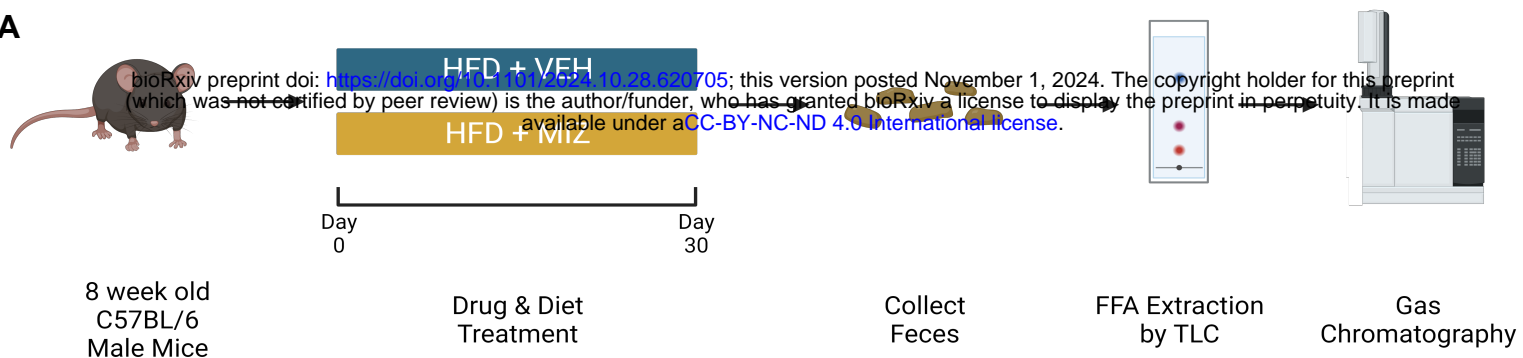 A
HFD + VEH
bioRxiv preprint doi: https://doi.org/10.1101/2024.10.28.620705; this version posted November 1, 2024. The copyright holder for this preprint
(which was not certified by peer review) is the author/funder, who has granted bioRxiv a license to display the preprint in perpetuity. It is made
available under aCC-BY-NC-ND 4.0 International license.
HFD + MIZ
Day
0
Day
30
8 week old
C57BL/6
Male Mice
Drug & Diet
Treatment
Collect
Feces
FFA Extraction
by TLC
Gas
Chromatography